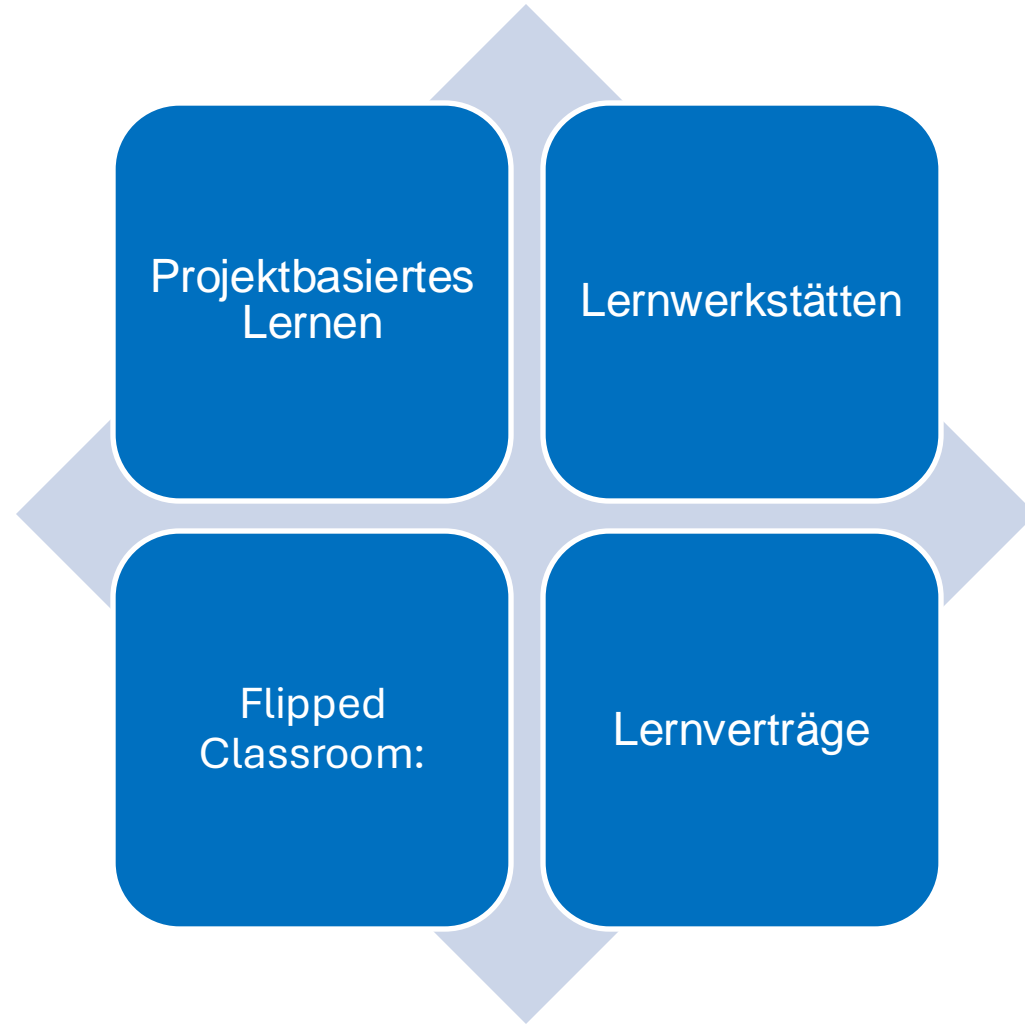 Projektbasiertes
Lernen
Lernwerkstätten
Flipped
Classroom:
Lernverträge